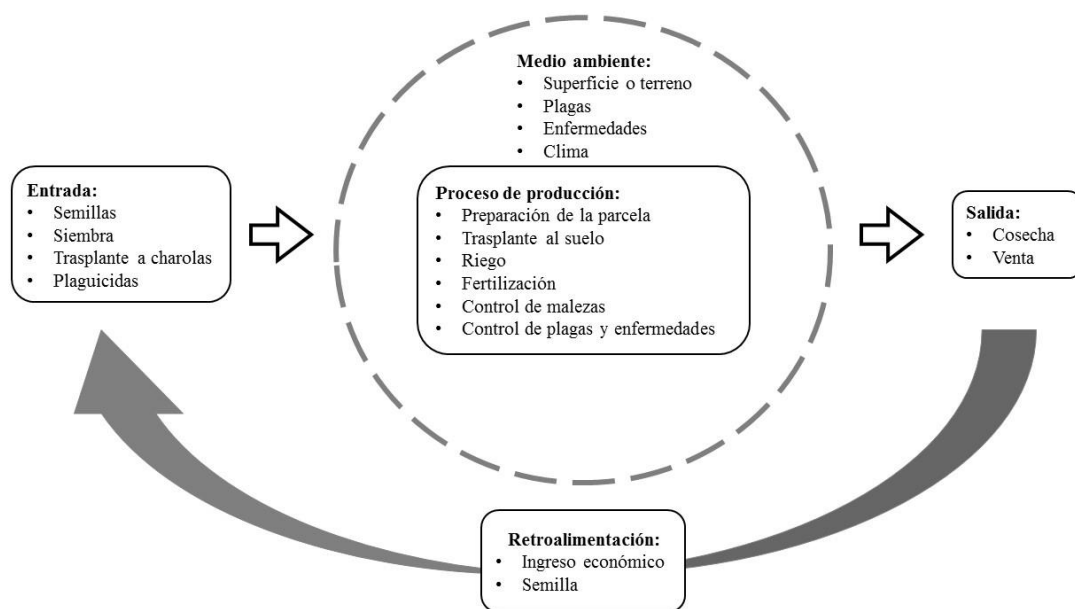 Medio ambiente:
• Superficie o terreno
• Plagas
• Enfermedades
• Clima
Entrada:
• Semillas
• Siembra
• Trasplante a charolas
• Plaguicidas
Proceso de producción:
• Preparación de la parcela
• Trasplante al suelo
• Riego
• Fertilización
• Control de malezas
• Control de plagas y enfermedades
Salida:
• Cosecha
• Venta
Retroalimentación:
• Ingreso económico
• Semilla